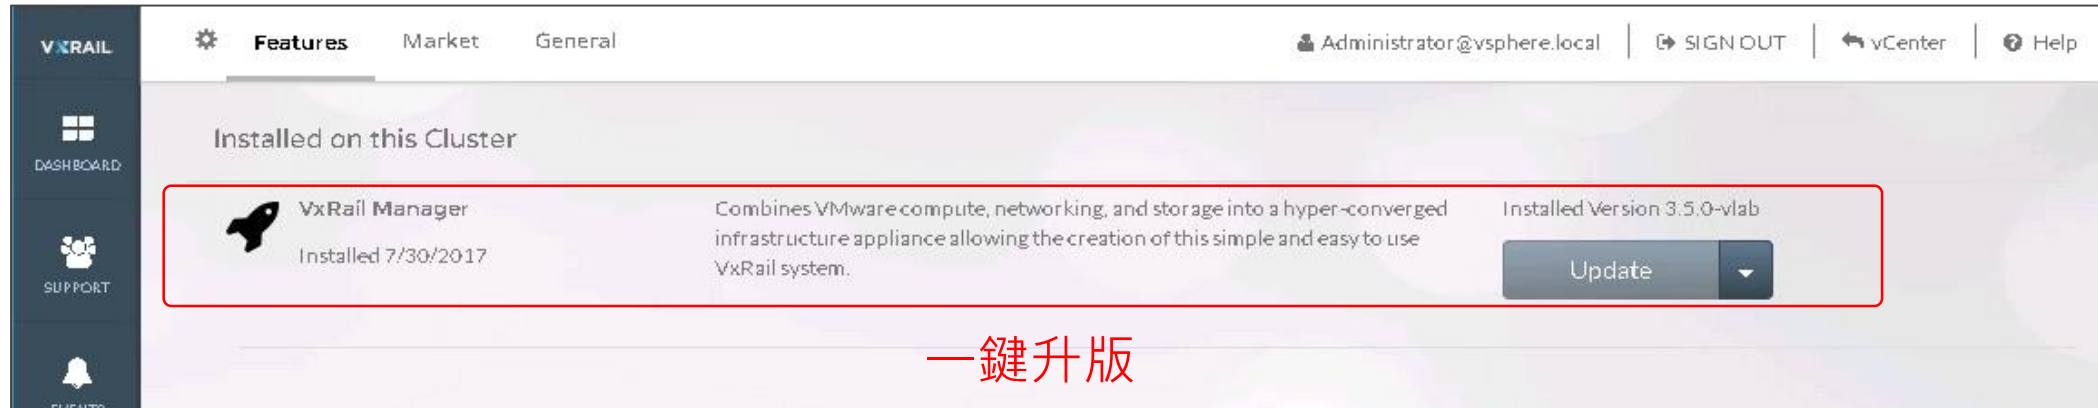 VXRAIL
Features Market General Administrator@vsphere.local SIGN OUT vCenter Help
DASHBOARD
SUPPORT
Installed on this Cluster
VxRail Manager
Installed 7/30/2017
Combines VMware compute, networking, and storage into a hyper-converged
infrastructure appliance allowing the creation of this simple and easy to use
VxRail system.
Installed Version 3.5.0-vlab
Update
一鍵升版